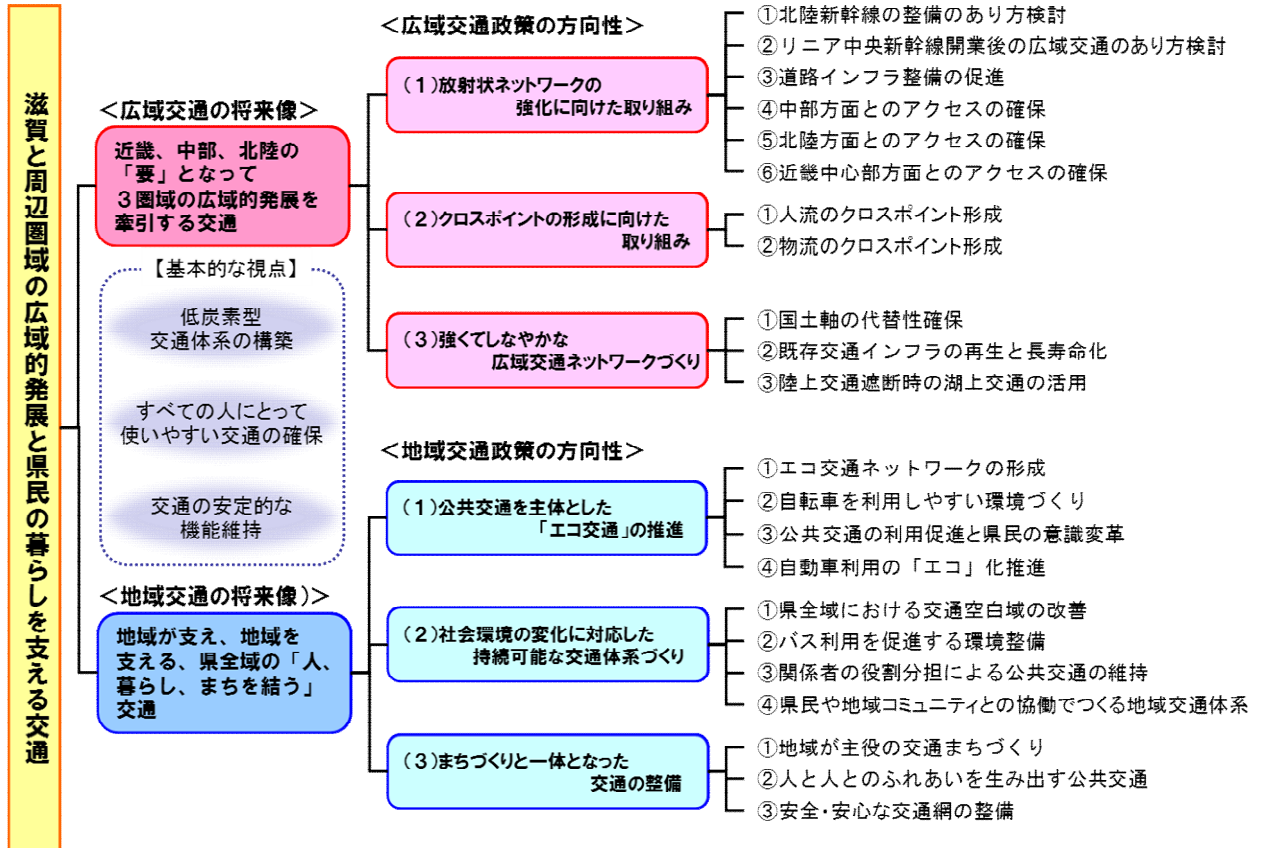 滋賀と周辺圏域の広域的発展と県民の暮らしを支える交通
<広域交通の将来像>
近畿、中部、北陸の
「要」となって
3圏域の広域的発展を
牽引する交通
【基本的な視点】
低炭素型
交通体系の構築
すべての人にとって
使いやすい交通の確保
交通の安定的な
機能維持
<地域交通の将来像)>
地域が支え、地域を
支える、県全域の「人、
暮らし、まちを結う」
交通
<広域交通政策の方向性>
(1)放射状ネットワークの
強化に向けた取り組み
①北陸新幹線の整備のあり方検討
②リニア中央新幹線開業後の広域交通のあり方検討
③道路インフラ整備の促進
④中部方面とのアクセスの確保
⑤北陸方面とのアクセスの確保
⑥近畿中心部方面とのアクセスの確保
(2)クロスポイントの形成に向けた
取り組み
①人流のクロスポイント形成
②物流のクロスポイント形成
(3)強くてしなやかな
広域交通ネットワークづくり
①国土軸の代替性確保
②既存交通インフラの再生と長寿命化
③陸上交通遮断時の湖上交通の活用
<地域交通政策の方向性>
(1)公共交通を主体とした
「エコ交通」の推進
①エコ交通ネットワークの形成
②自転車を利用しやすい環境づくり
③公共交通の利用促進と県民の意識変革
④自動車利用の「エコ」化推進
(2)社会環境の変化に対応した
持続可能な交通体系づくり
①県全域における交通空白域の改善
②バス利用を促進する環境整備
③関係者の役割分担による公共交通の維持
④県民や地域コミュニティとの協働でつくる地域交通体系
(3)まちづくりと一体となった
交通の整備
①地域が主役の交通まちづくり
②人と人とのふれあいを生み出す公共交通
③安全・安心な交通網の整備